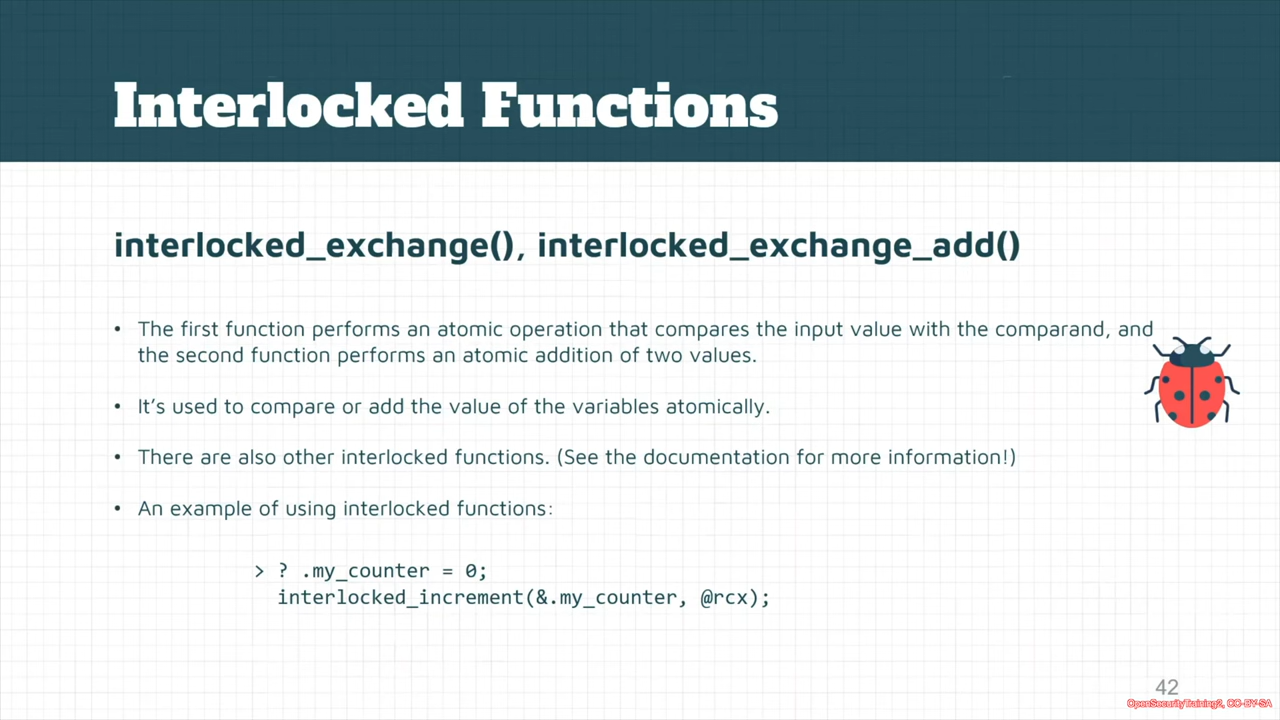 Interlocked Functions
interlocked_exchange(), interlocked_exchange_add()
• The first function performs an atomic operation that compares the input value with the comparand, and
the second function performs an atomic addition of two values.
• It’s used to compare or add the value of the variables atomically.
• There are also other interlocked functions. (See the documentation for more information!)
• An example of using interlocked functions:
> ? .my_counter = 0;
interlocked_increment(&.my_counter, @rcx);
42
OpenSecurityTraining2, CC-BY-SA